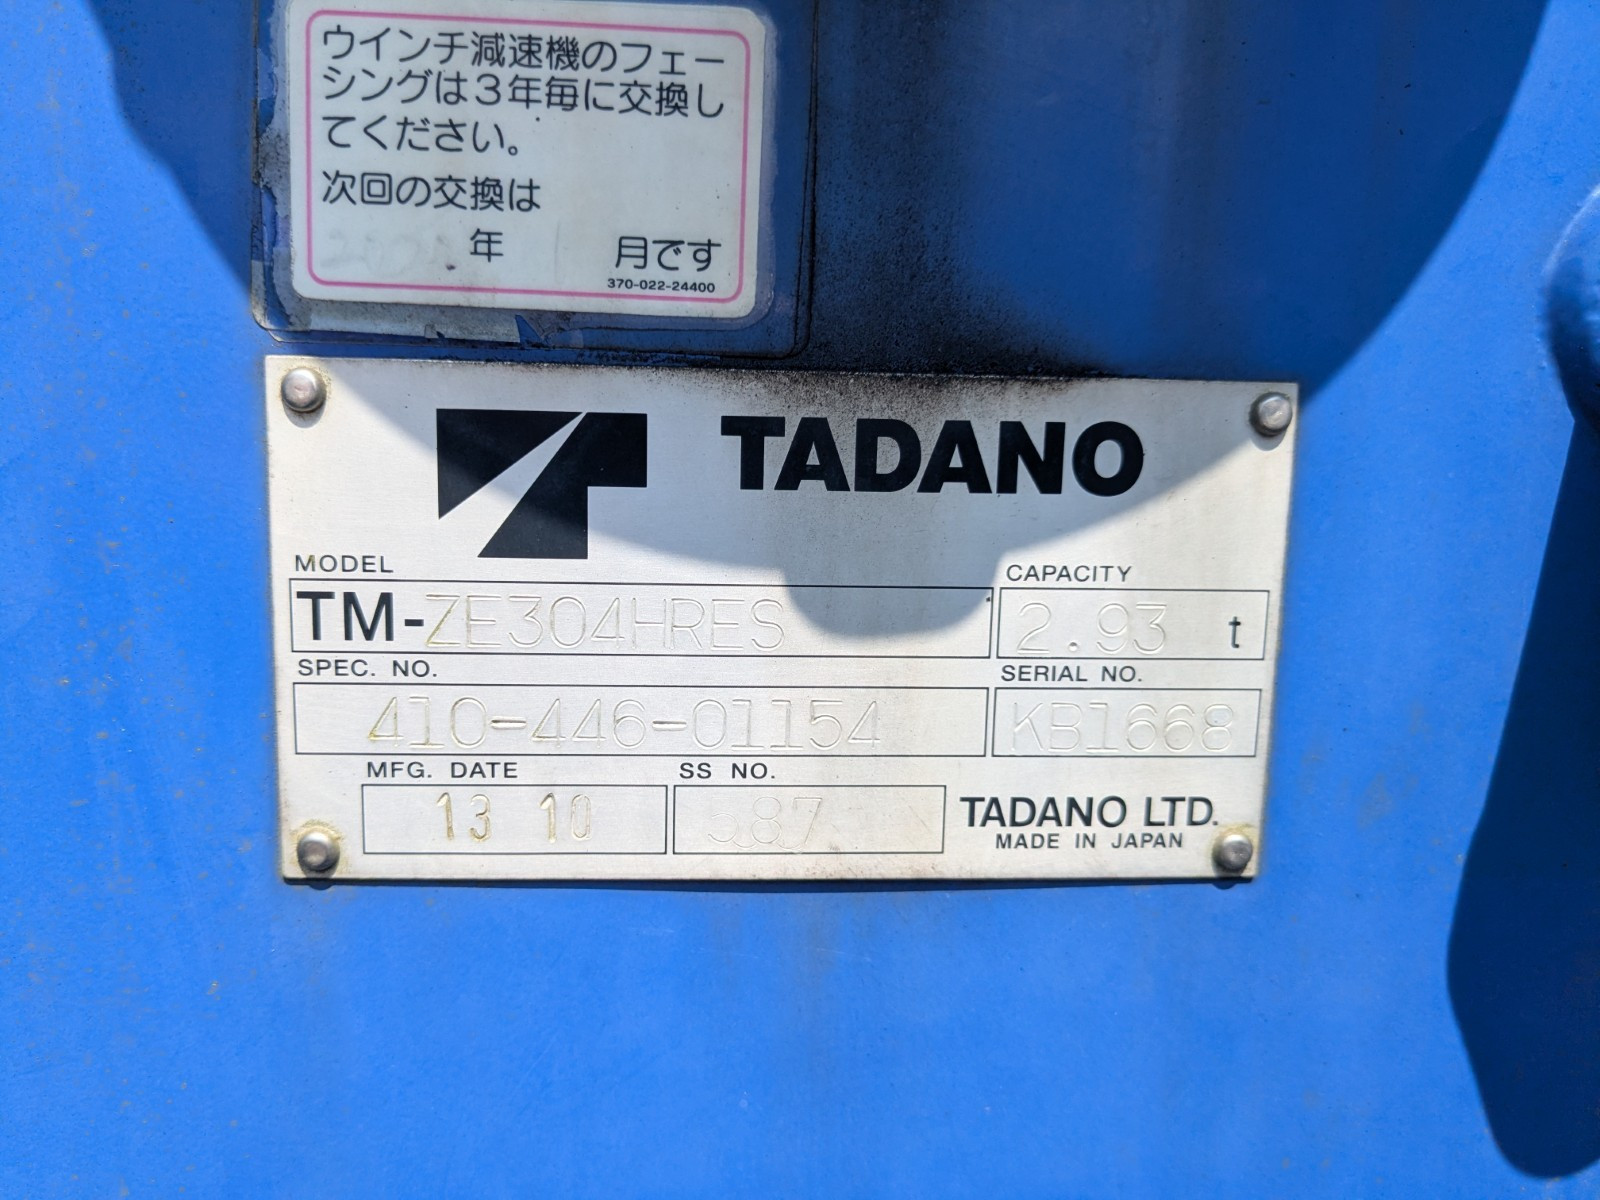 ウインチ減速機のフェー
シングは3年毎に交換し
てください。
次回の交換は
年 月です
370-022-24400
TADANO
MODEL
CAPACITY
TM-ZE304HRES
2.93 t
SPEC. NO.
SERIAL NO.
410-446-01154
KB1668
MFG. DATE
SS NO.
13 10
TADANO LTD.
MADE IN JAPAN